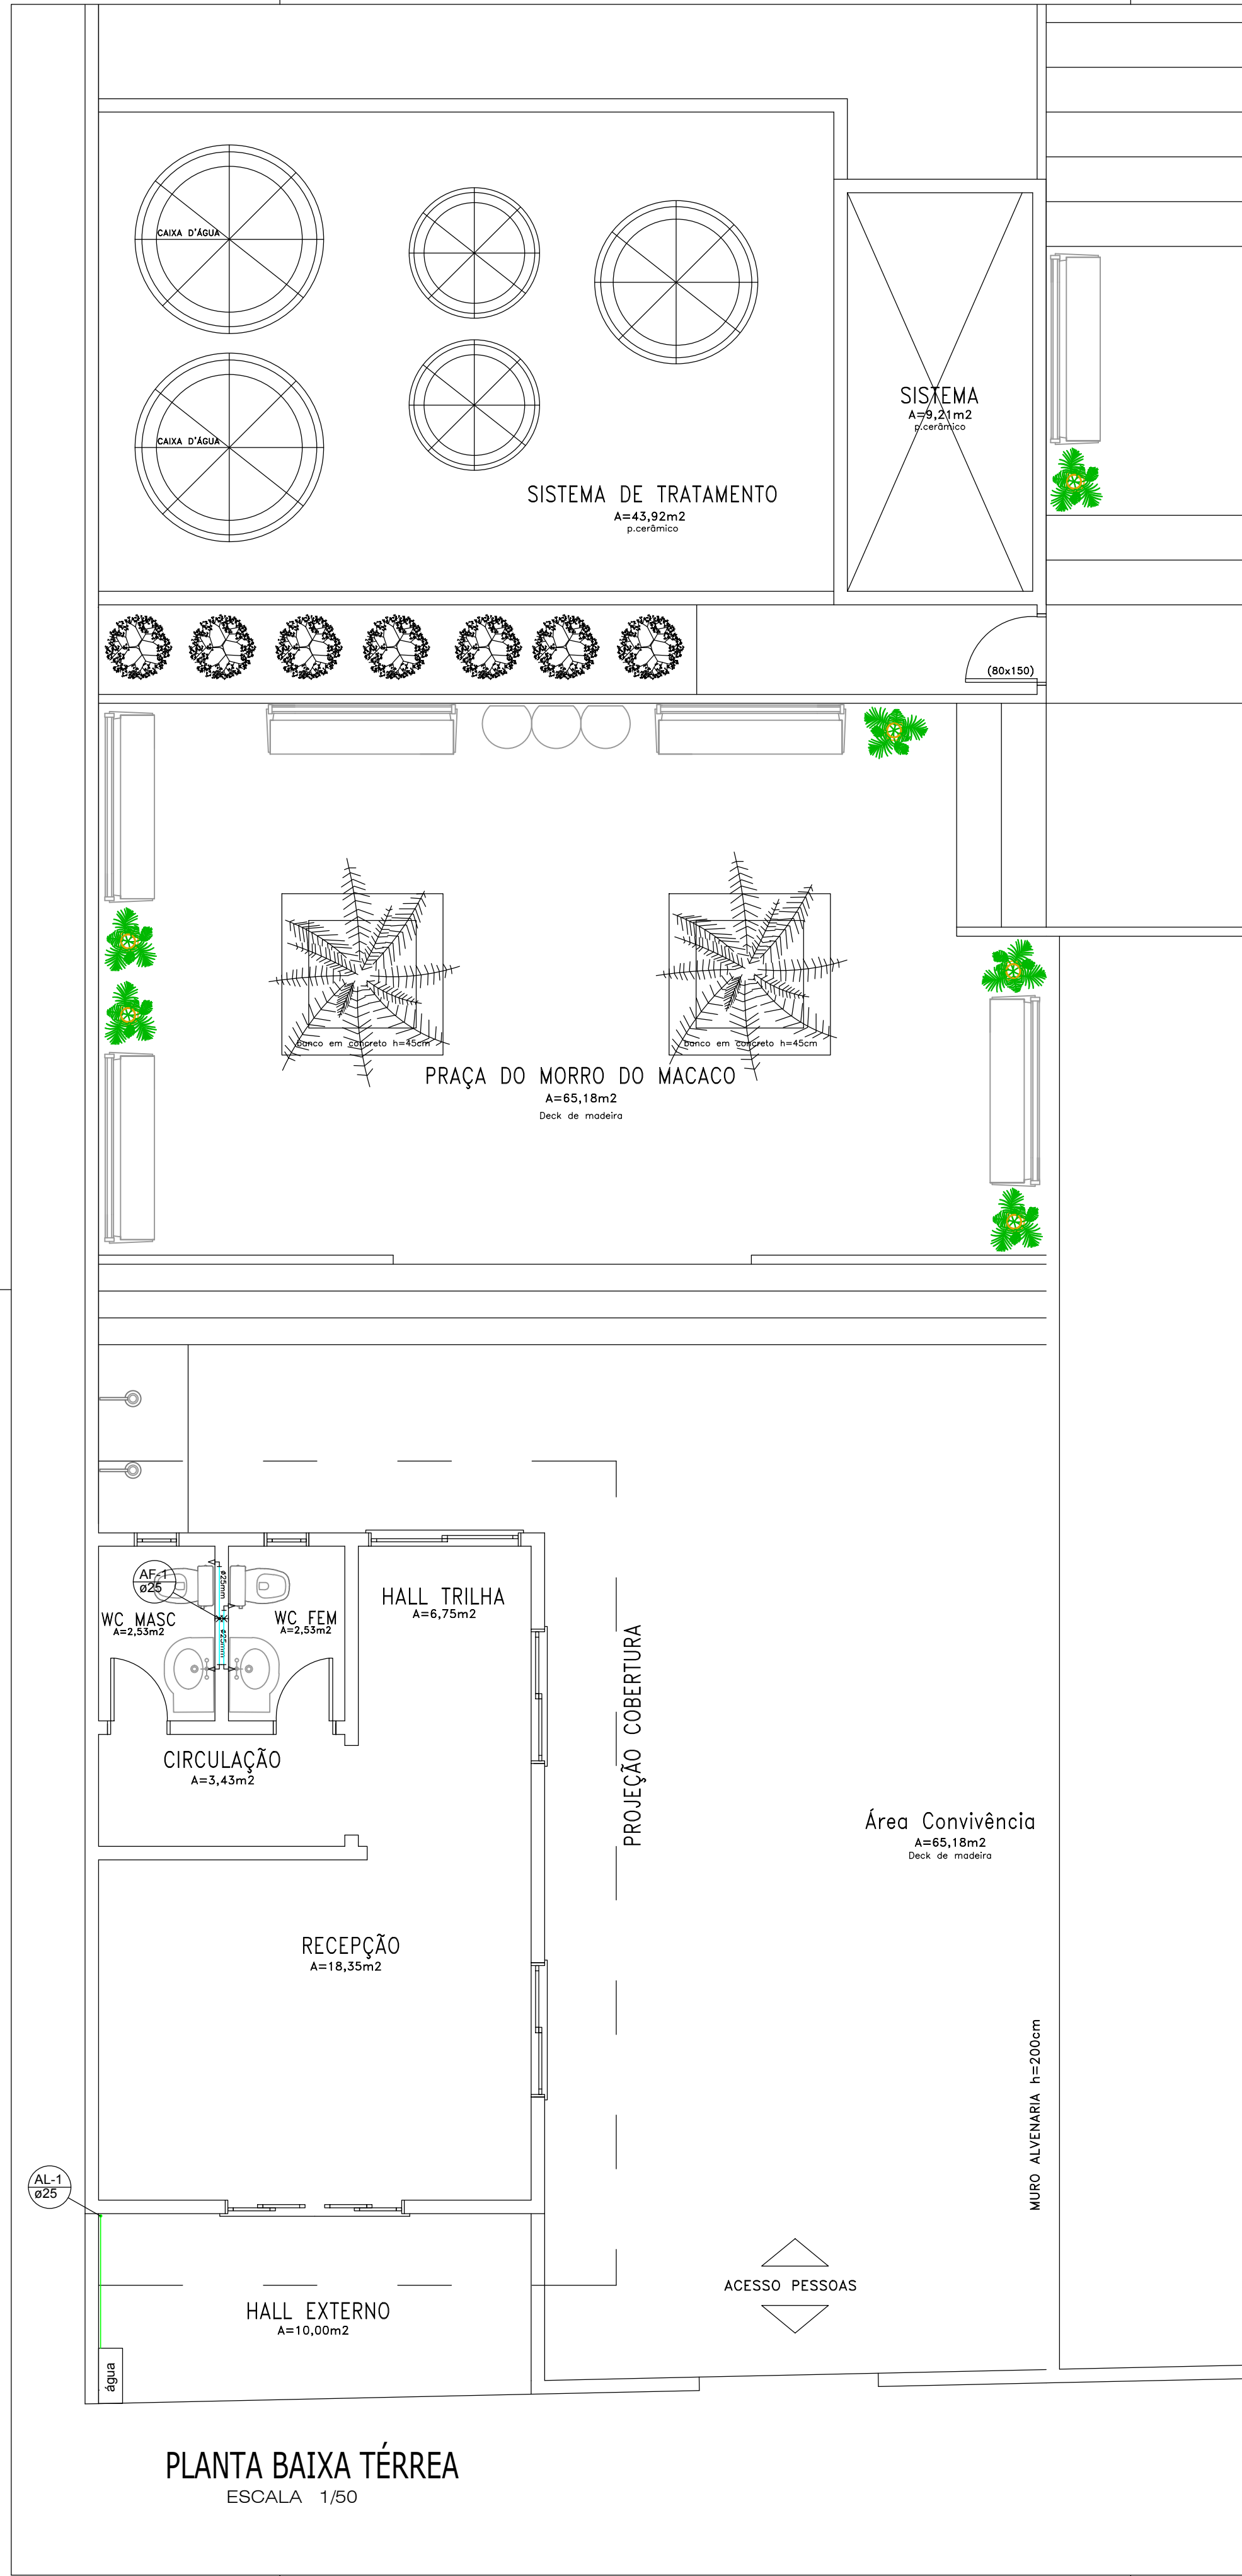 CAIXA D'ÁGUA
CAIXA D'ÁGUA
SISTEMA
A=9,21m2
p.cerâmico
SISTEMA DE TRATAMENTO
A=43,92m2
p.cerâmico
(80x150)
banco em concreto h=45cm
banco em concreto h=45cm
PRAÇA DO MORRO DO MACACO
A=65,18m2
Deck de madeira
AF-1
ø25
ø25mm
ø25mm
WC MASC
A=2,53m2
WC FEM
A=2,53m2
HALL TRILHA
A=6,75m2
CIRCULAÇÃO
A=3,43m2
PROJEÇÃO COBERTURA
Área Convivência
A=65,18m2
Deck de madeira
RECEPÇÃO
A=18,35m2
MURO ALVENARIA h=200cm
AL-1
ø25
ACESSO PESSOAS
HALL EXTERNO
A=10,00m2
água
PLANTA BAIXA TÉRREA
ESCALA 1/50